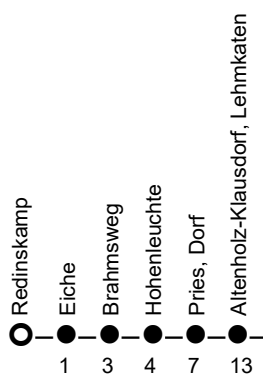 Redinskamp
Eiche
Brahmsweg
Hohenleuchte
Pries, Dorf
Altenholz-Klausdorf, Lehmkaten
1 3 4 7 13